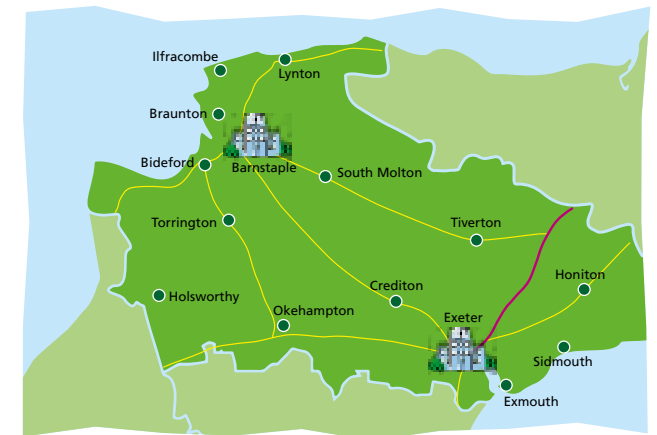 Ilfracombe
Lynton
Braunton
Bideford
Barnstaple
South Molton
Torrington
Tiverton
Honiton
Crediton
Holsworthy
Okehampton
Exeter
Sidmouth
Exmouth